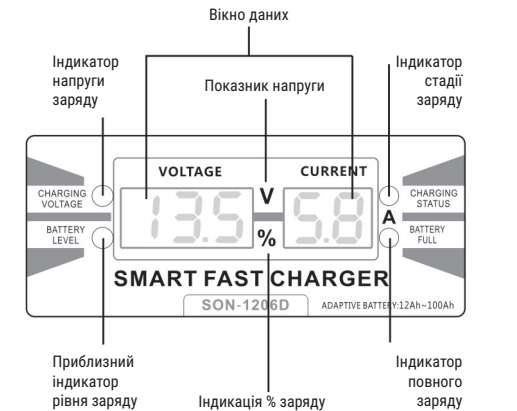 Вікно даних
Індикатор
напруги
заряду
Показник напруги
Індикатор
стадії
заряду
VOLTAGE
CURRENT
CHARGING
VOLTAGE
13.5
V
5.8
CHARGING
STATUS
A
BATTERY
LEVEL
%
BATTERY
FULL
SMART FAST CHARGER
SON-1206D
ADAPTIVE BATTERY:12Ah~100Ah
Приблизний
індикатор
рівня заряду
Індикація % заряду
Індикатор
повного
заряду